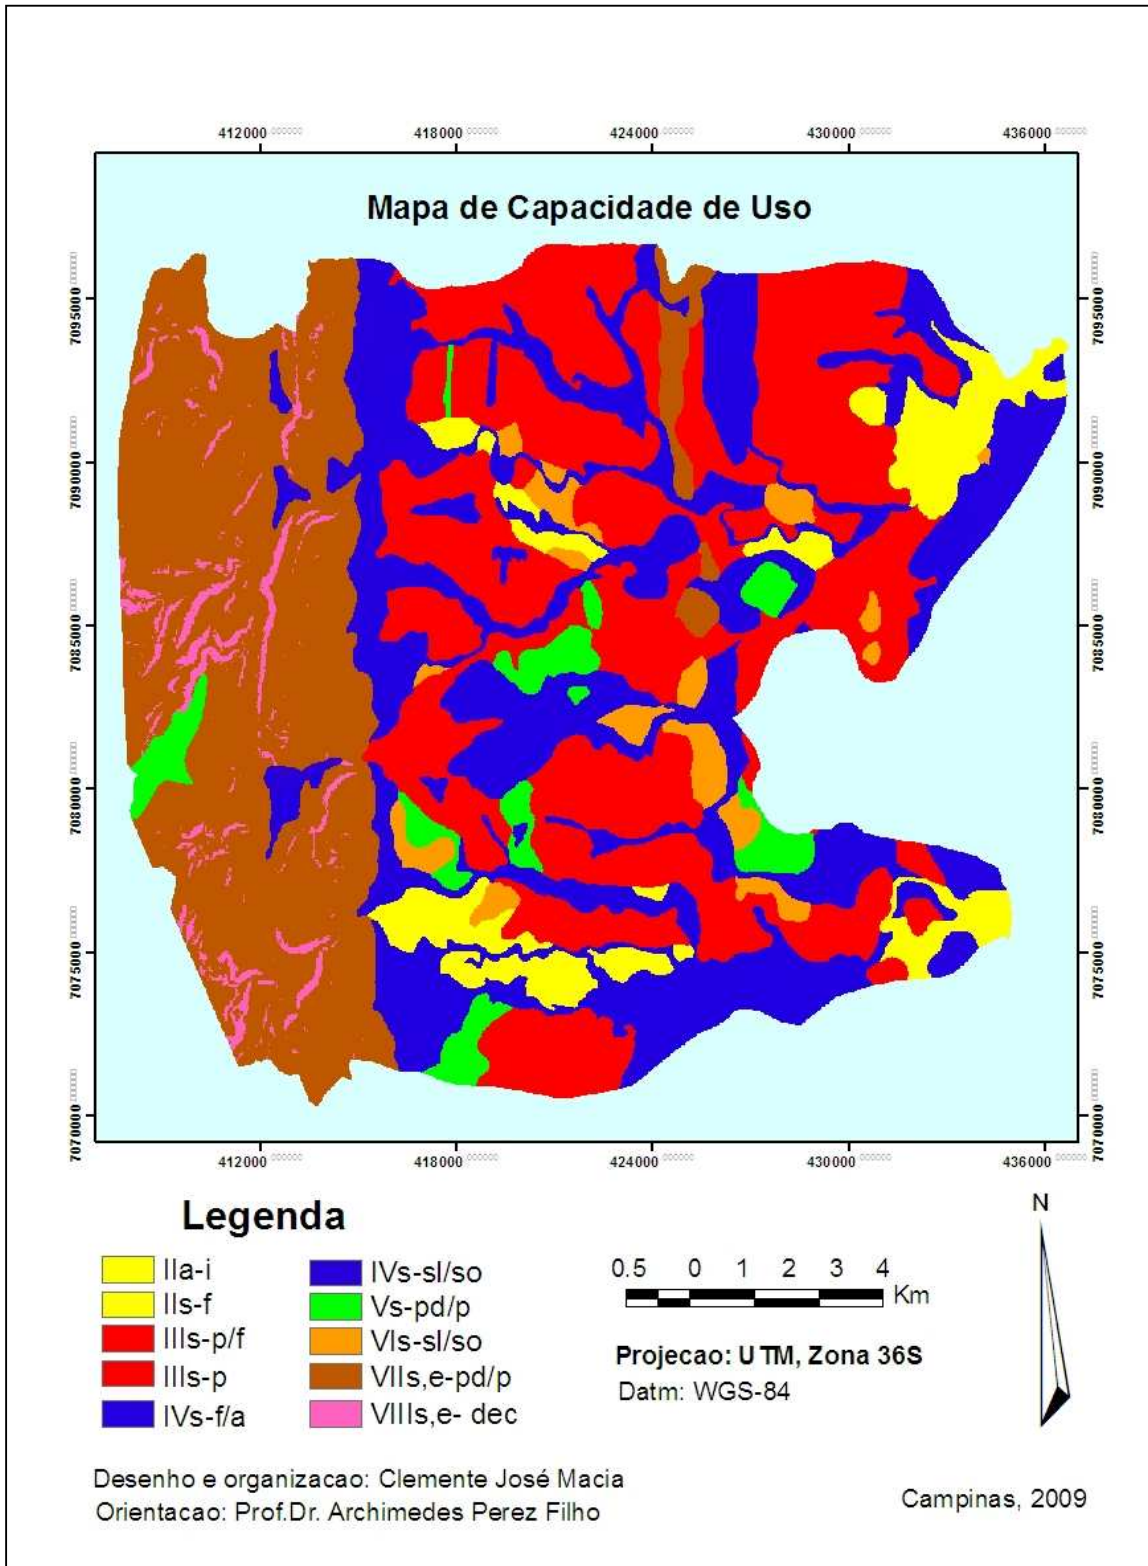 412000 418000 424000 430000 436000
Mapa de Capacidade de Uso
7095000 7095000
7090000 7090000
7085000 7085000
7080000 7080000
7075000 7075000
7070000 7070000
412000 418000 424000 430000 436000
Legenda
IIa-i
IIs-f
IIIs-p/f
IIIs-p
IVs-f/a
IVs-sl/so
Vs-pd/p
VIs-sl/so
VIIs,e-pd/p
VIIIs,e- dec
0.5 0 1 2 3 4
Km
N
Projecao: UTM, Zona 36S
Datm: WGS-84
Desenho e organizacao: Clemente José Macia
Orientacao: Prof.Dr. Archimedes Perez Filho
Campinas, 2009